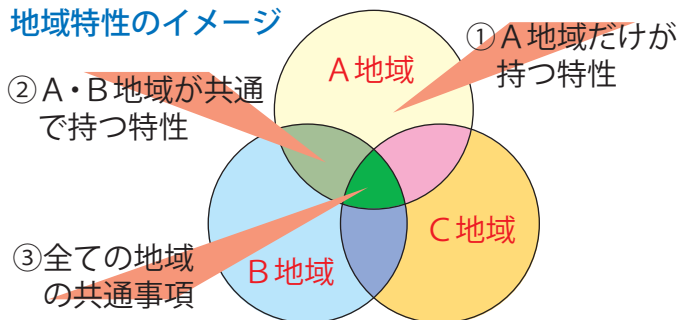 地域特性のイメージ
①A地域だけが
持つ特性
A地域
②A・B地域が共通
で持つ特性
C地域
③全ての地域
の共通事項
B地域